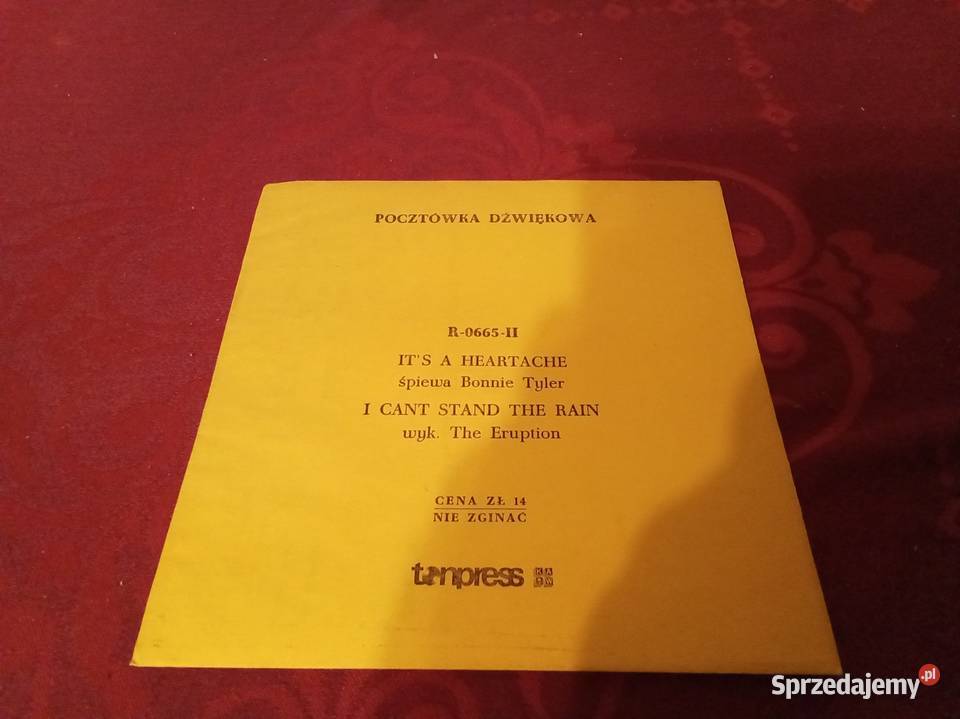 POCZTÓWKA DŹWIĘKOWA
R-0665-II
IT'S A HEARTACHE
śpiewa Bonnie Tyler
I CANT STAND THE RAIN
wyk. The Eruption
CENA ZŁ 14
NIE ZGINAĆ
tonpress KAW
Sprzedajemy.pl